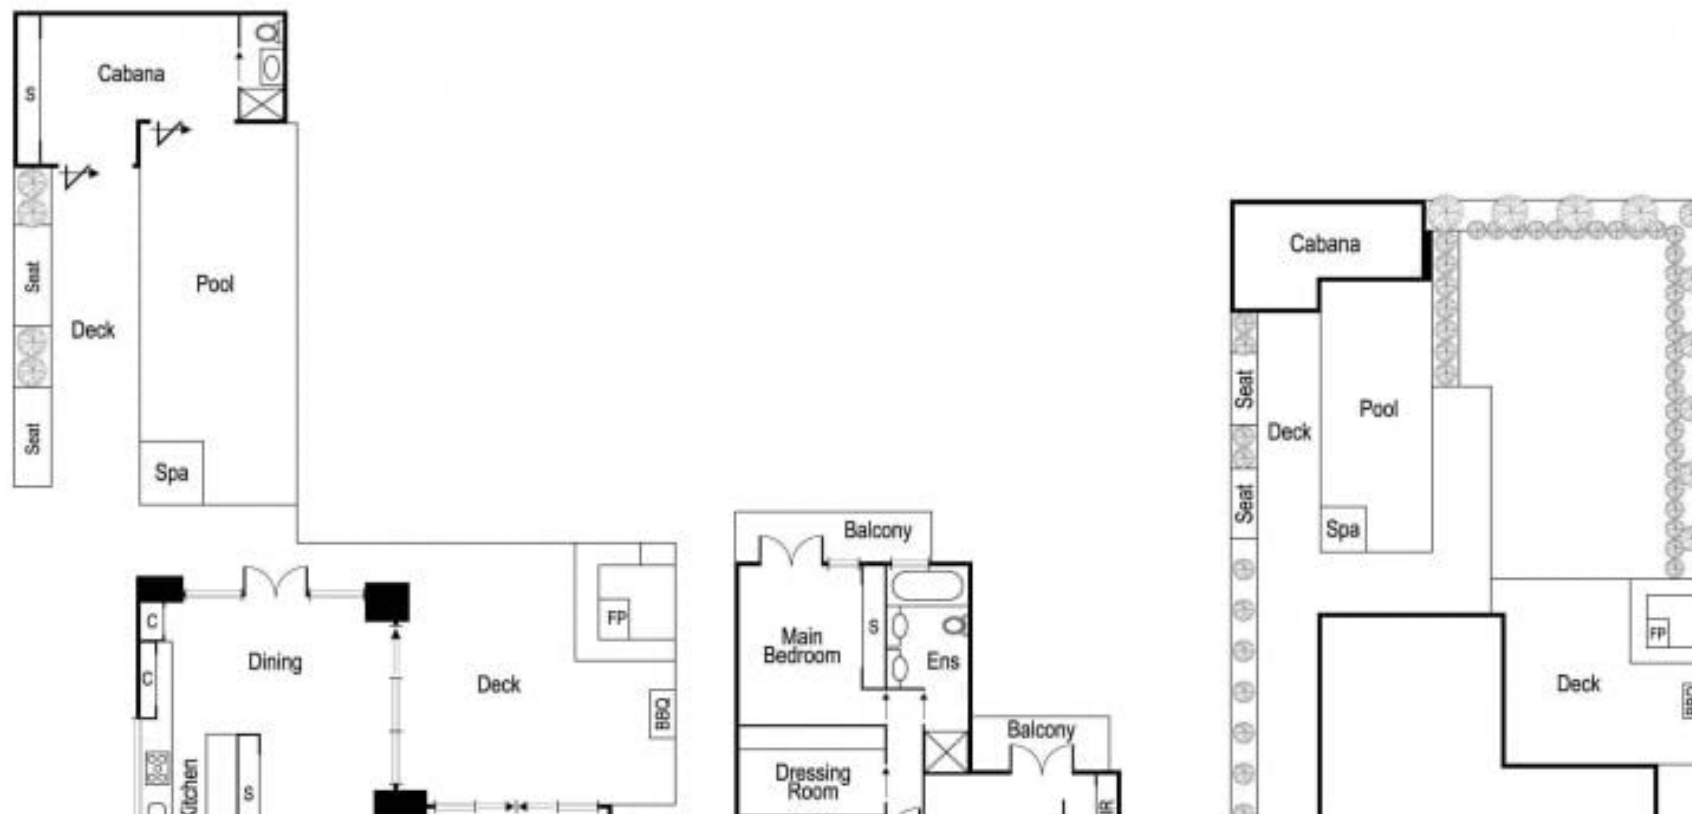 Cabana
S
Seat
Deck
Pool
Seat
Spa
C
C
Dining
FP
Deck
BBQ
Kitchen
S
Balcony
Main
Bedroom
S
Ens
Balcony
Dressing
Room
Cabana
Seat
Deck
Pool
Seat
Spa
FP
Deck
BBQ